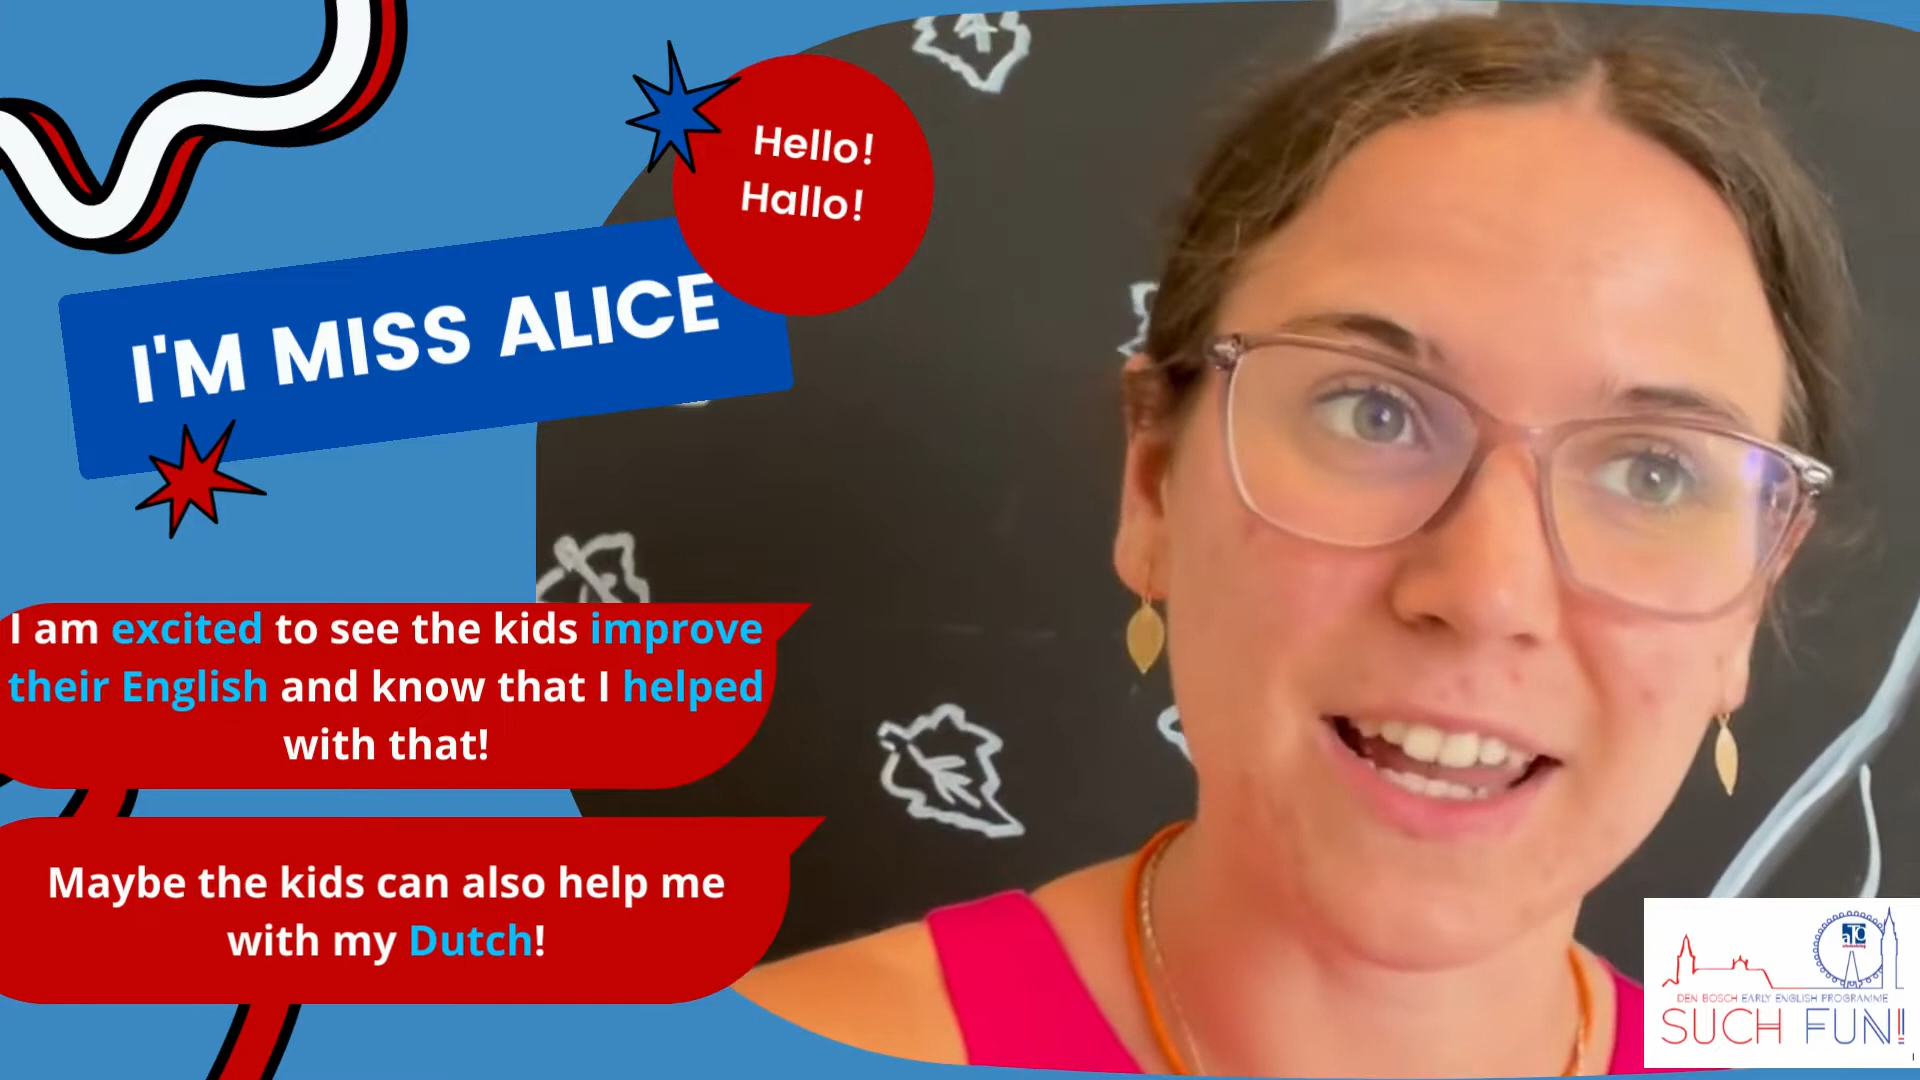 Hello!
Hallo!
I'M MISS ALICE
I am excited to see the kids improve
their English and know that I helped
with that!
Maybe the kids can also help me
with my Dutch!
aTO
DEN BOSCH EARLY ENGLISH PROGRAMME
SUCH FUN!